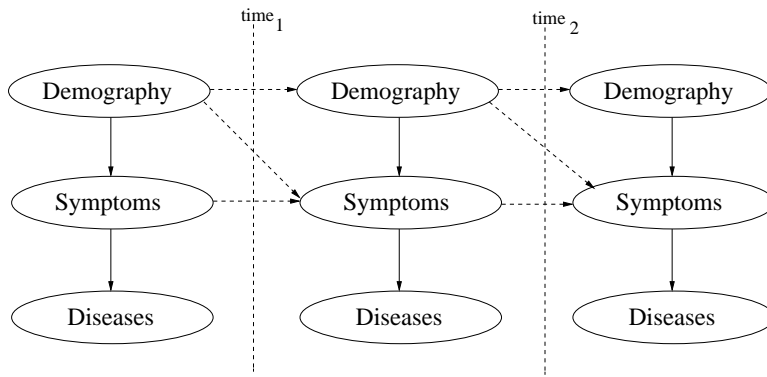 time1 time2
Demography Demography Demography
Symptoms Symptoms Symptoms
Diseases Diseases Diseases